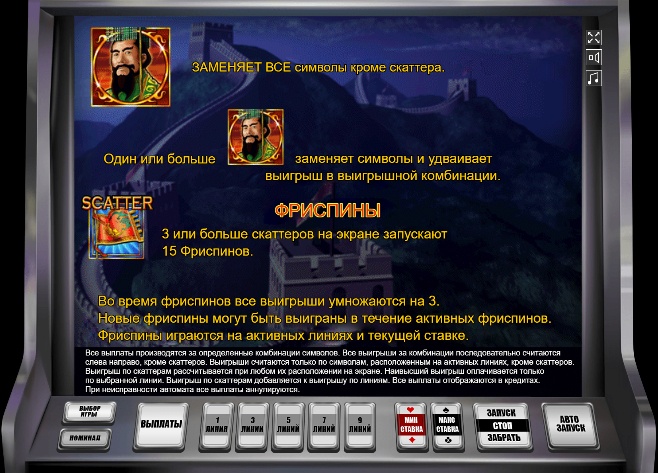 ЗАМЕНЯЕТ ВСЕ символы кроме скаттера.
Один или больше заменяет символы и удваивает
выигрыш в выигрышной комбинации.
SCATTER
ФРИСПИНЫ
3 или больше скаттеров на экране запускают
15 Фриспинов.
Во время фриспинов все выигрыши умножаются на 3.
Новые фриспины могут быть выиграны в течение активных фриспинов.
Фриспины играются на активных линиях и текущей ставке.
Все выплаты производятся за определенные комбинации символов. Все выигрыши за комбинации последовательно считаются
слева направо, кроме скаттеров. Выигрыши считаются только по символам, расположенным на активных линиях, кроме скаттеров.
Выигрыш по скаттерам рассчитывается при любом их расположении на экране. Наивысший выигрыш оплачивается только
по выбранной линии. Выигрыш по скаттерам добавляется к выигрышу по линиям. Все выплаты отображаются в кредитах.
При неисправности автомата все выплаты аннулируются.
ВЫБОР
ИГРЫ
НОМИНАЛ
ВЫПЛАТЫ
1
ЛИНИЯ
3
ЛИНИЙ
5
ЛИНИЙ
7
ЛИНИЙ
9
ЛИНИЙ
МИН
СТАВКА
МАКС
СТАВКА
ЗАПУСК
СТОП
ЗАБРАТЬ
АВТО
ЗАПУСК